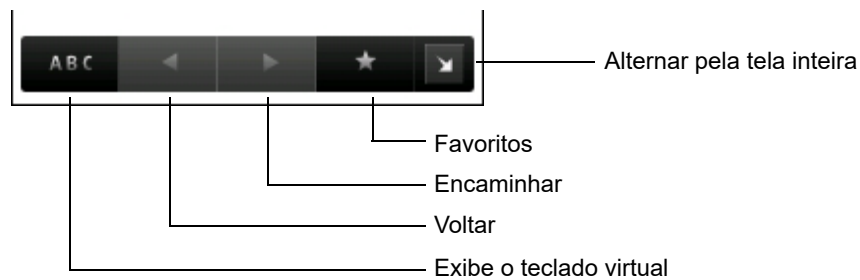 ABC
Alternar pela tela inteira
Favoritos
Encaminhar
Voltar
Exibe o teclado virtual